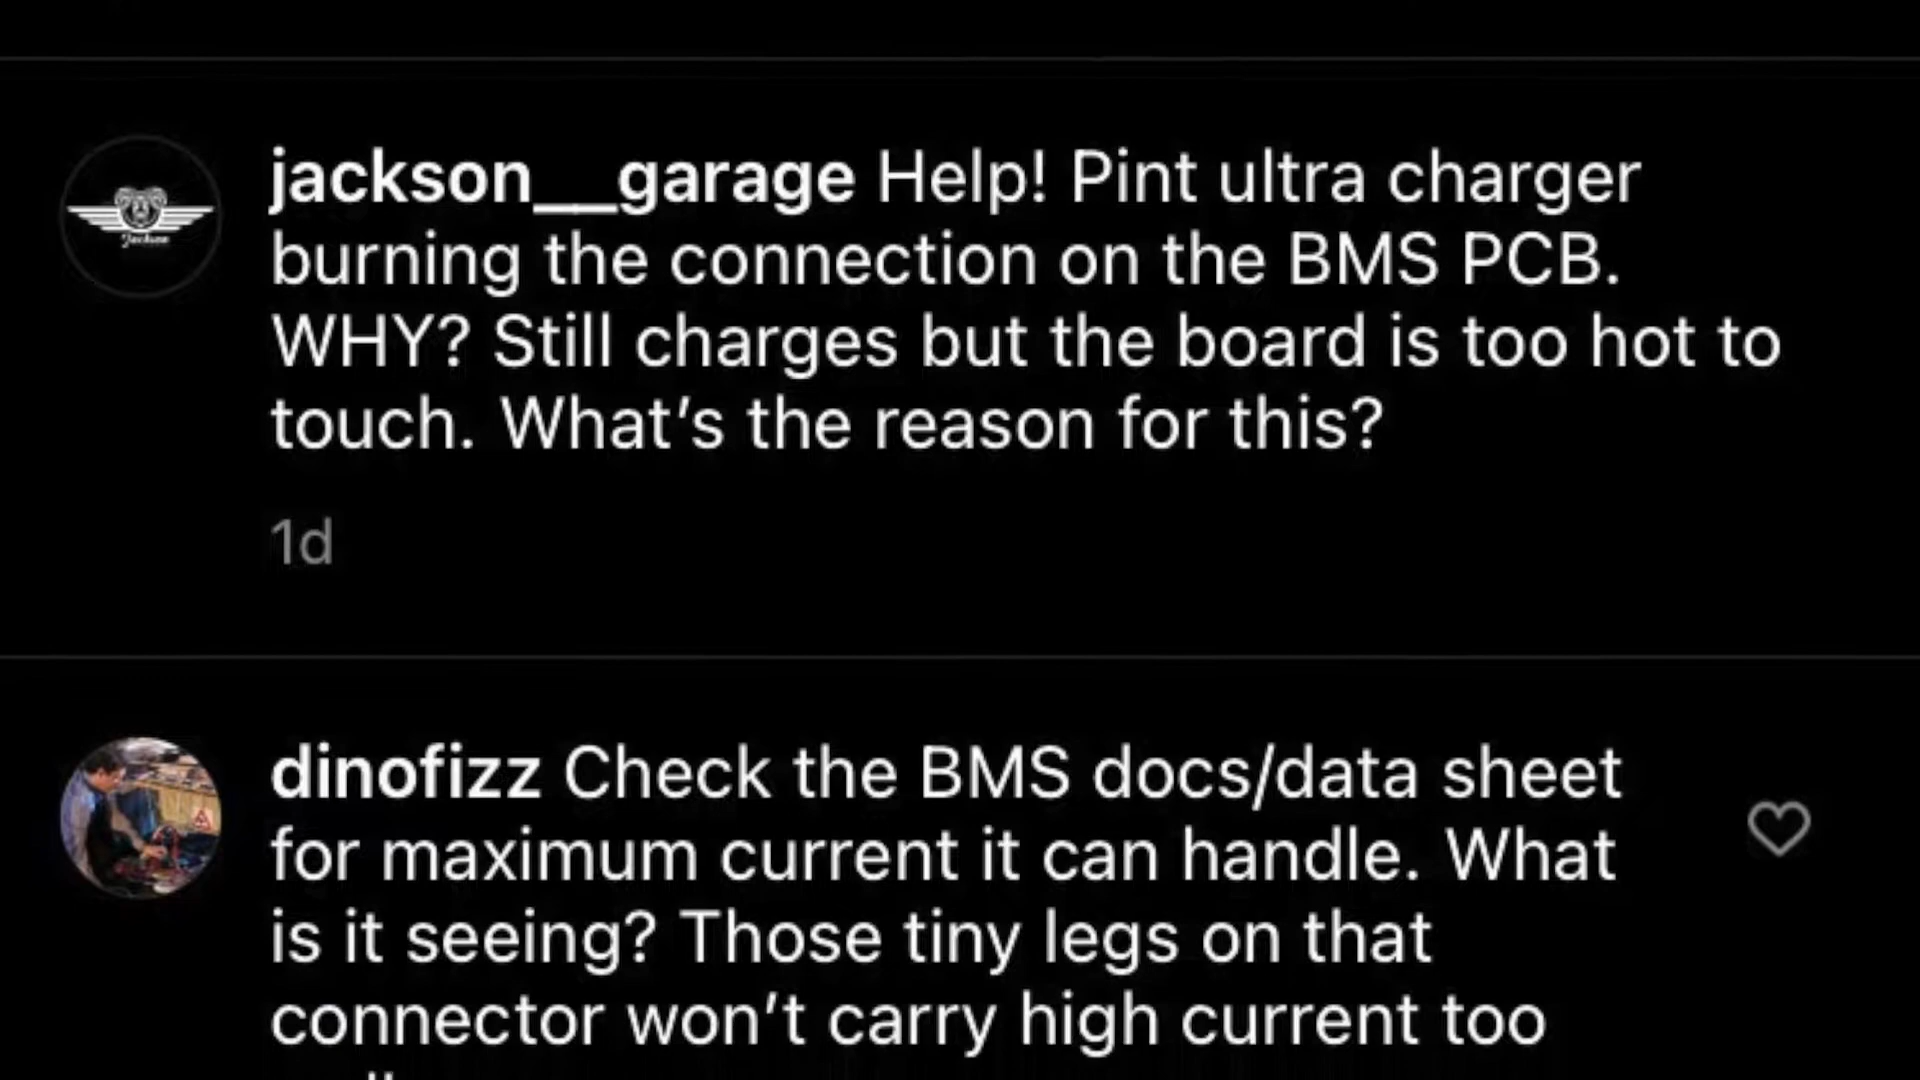 jackson__garage Help! Pint ultra charger
burning the connection on the BMS PCB.
WHY? Still charges but the board is too hot to
touch. What’s the reason for this?
1d
dinofizz Check the BMS docs/data sheet
for maximum current it can handle. What
is it seeing? Those tiny legs on that
connector won’t carry high current too